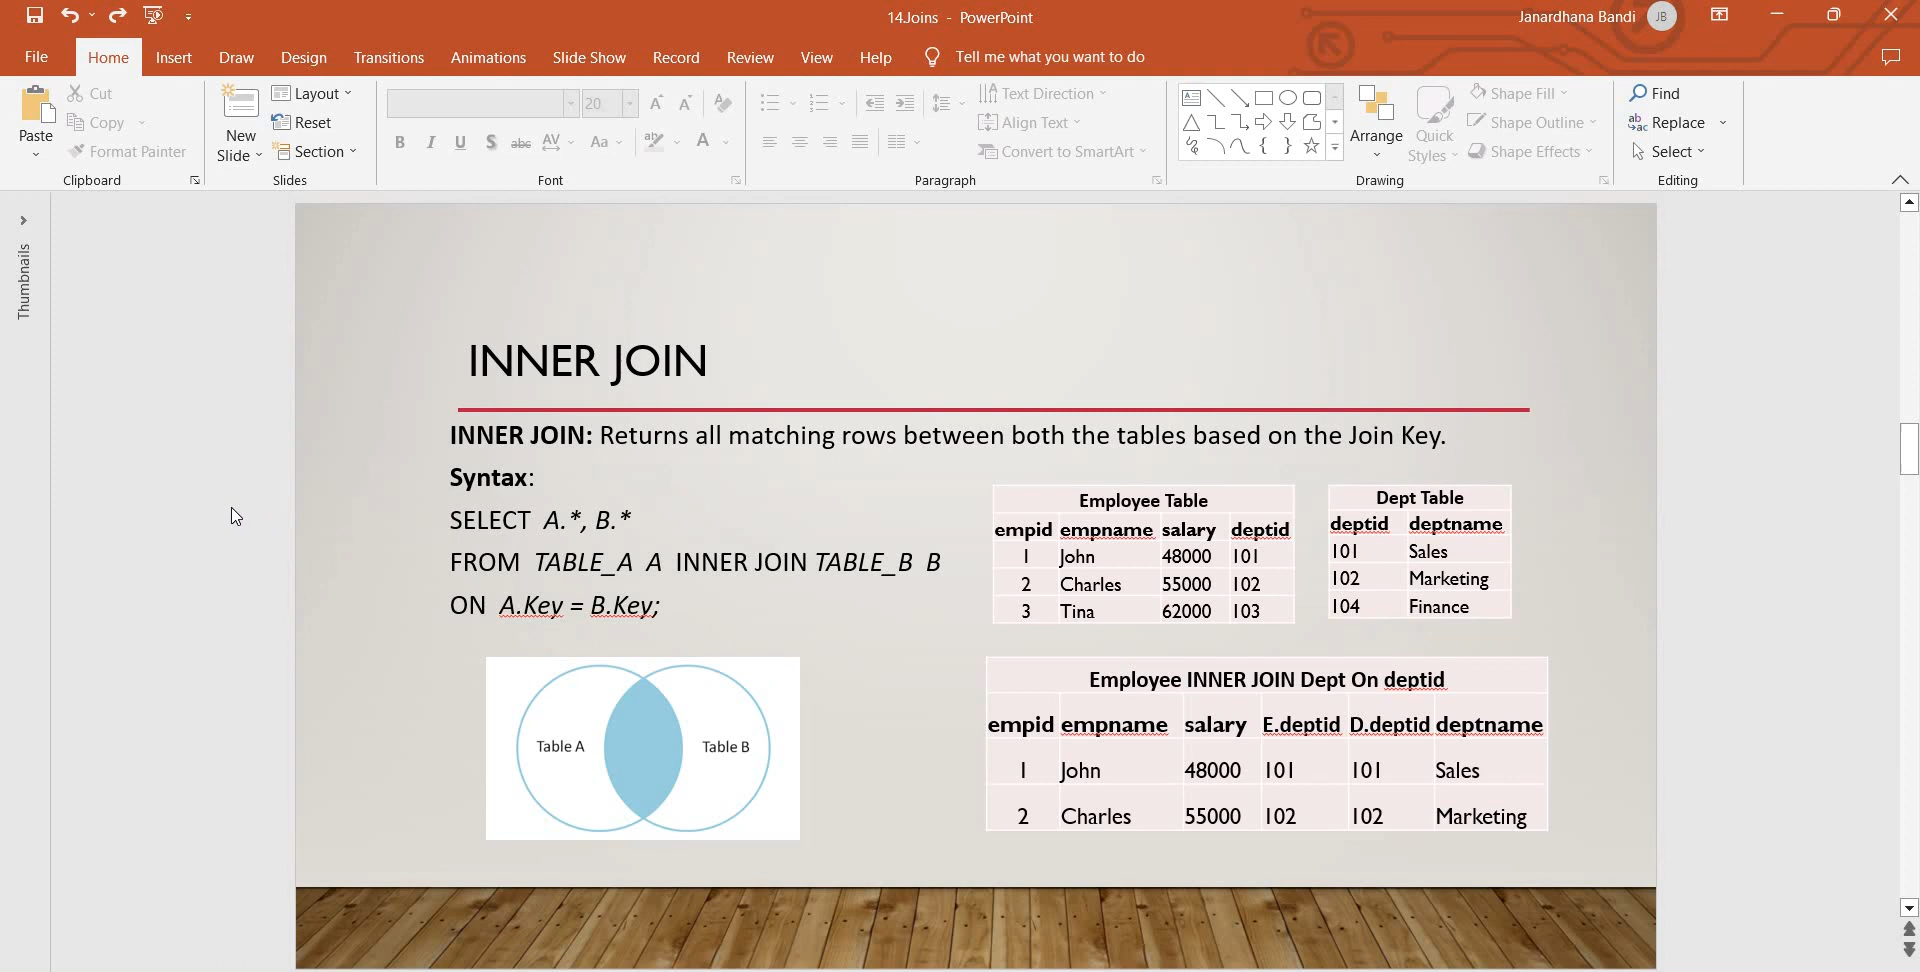 14.Joins - PowerPoint
Janardhana Bandi JB
File Home Insert Draw Design Transitions Animations Slide Show Record Review View Help Tell me what you want to do
Paste
Cut
Copy
Format Painter
Clipboard
New
Slide
Layout
Reset
Section
Slides
20
B I U S abc AV Aa ab A
Font
Text Direction
Align Text
Convert to SmartArt
Paragraph
Arrange
Quick
Styles
Shape Fill
Shape Outline
Shape Effects
Drawing
Find
Replace
Select
Editing
Thumbnails
INNER JOIN
INNER JOIN: Returns all matching rows between both the tables based on the Join Key.
Syntax:
SELECT A.*, B.*
FROM TABLE_A A INNER JOIN TABLE_B B
ON A.Key = B.Key;
Employee Table
empid empname salary deptid
1 John 48000 101
2 Charles 55000 102
3 Tina 62000 103
Dept Table
deptid deptname
101 Sales
102 Marketing
104 Finance
Table A Table B
Employee INNER JOIN Dept On deptid
empid empname salary E.deptid D.deptid deptname
1 John 48000 101 101 Sales
2 Charles 55000 102 102 Marketing